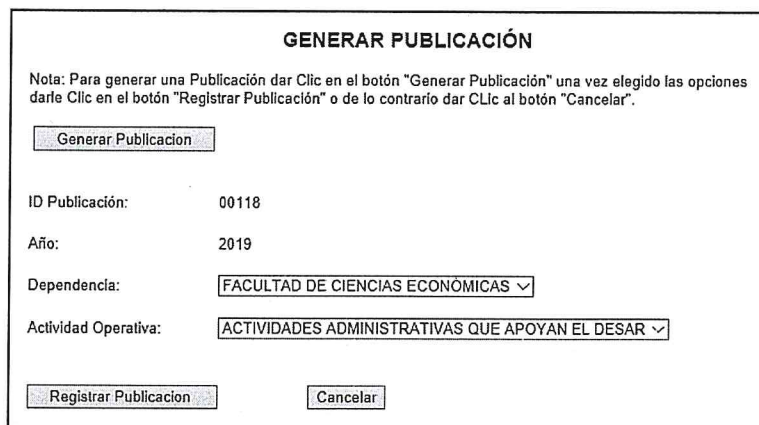 GENERAR PUBLICACIÓN
Nota: Para generar una Publicación dar Clic en el botón "Generar Publicación" una vez elegido las opciones
darle Clic en el botón "Registrar Publicación" o de lo contrario dar CLic al botón "Cancelar".
Generar Publicacion
ID Publicación: 00118
Año: 2019
Dependencia: FACULTAD DE CIENCIAS ECONÓMICAS
Actividad Operativa: ACTIVIDADES ADMINISTRATIVAS QUE APOYAN EL DESAR
Registrar Publicacion Cancelar